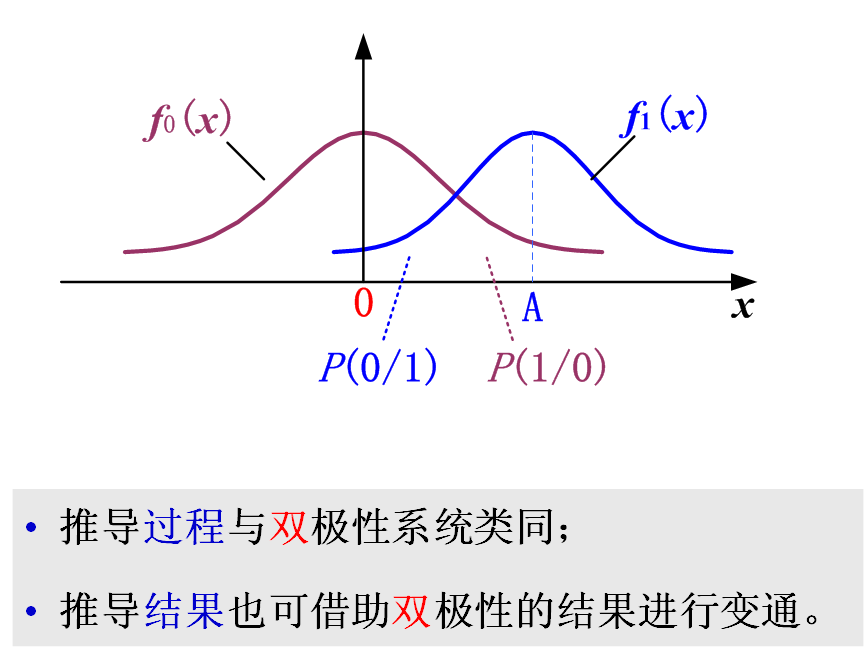 f0(x) f1(x)
0 A x
P(0/1) P(1/0)
• 推导过程与双极性系统类同；
• 推导结果也可借助双极性的结果进行变通。